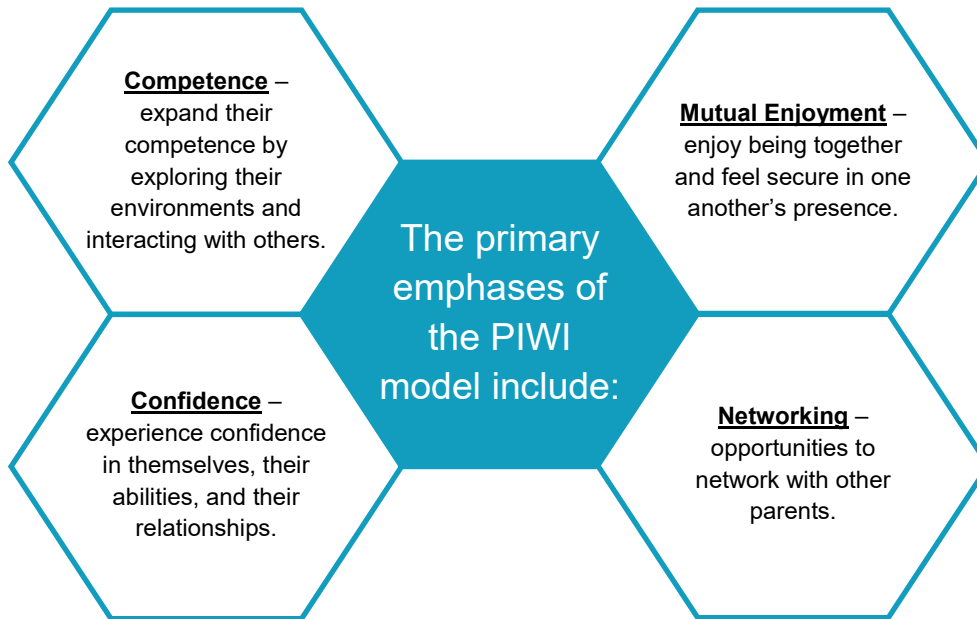 Competence –
expand their
competence by
exploring their
environments and
interacting with others.
Mutual Enjoyment –
enjoy being together
and feel secure in one
another’s presence.
The primary
emphases of
the PIWI
model include:
Confidence –
experience confidence
in themselves, their
abilities, and their
relationships.
Networking –
opportunities to
network with other
parents.